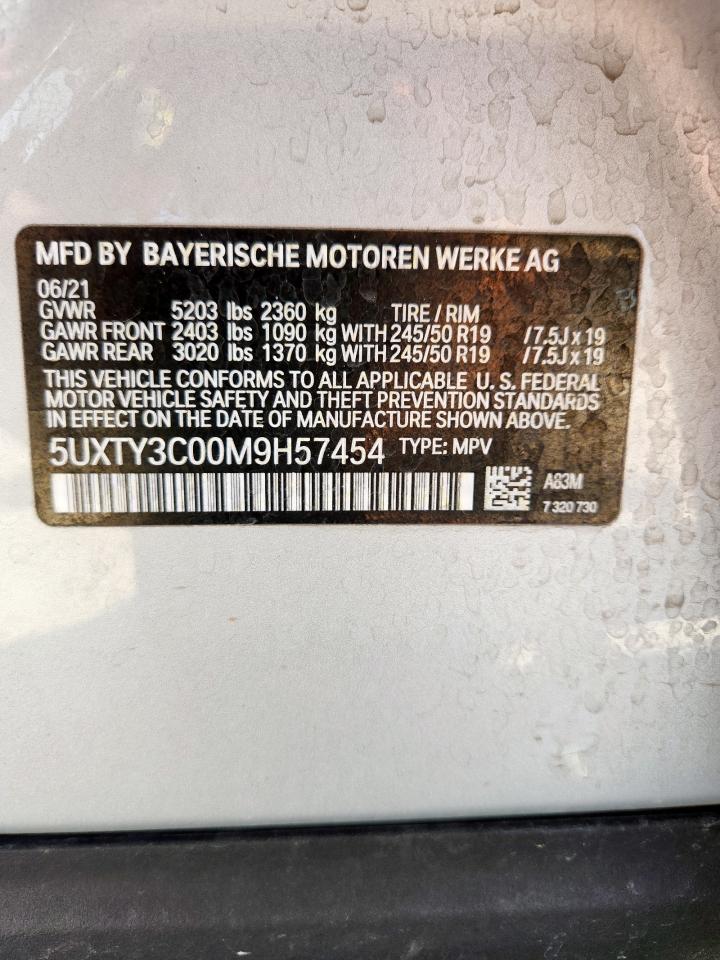 MFD BY BAYERISCHE MOTOREN WERKE AG
06/21
GVWR 5203 lbs 2360 kg TIRE / RIM
GAWR FRONT 2403 lbs 1090 kg WITH 245/50 R19 /7.5J x 19
GAWR REAR 3020 lbs 1370 kg WITH 245/50 R19 /7.5J x 19
THIS VEHICLE CONFORMS TO ALL APPLICABLE U. S. FEDERAL
MOTOR VEHICLE SAFETY AND THEFT PREVENTION STANDARDS
IN EFFECT ON THE DATE OF MANUFACTURE SHOWN ABOVE.
5UXTY3C00M9H57454 TYPE: MPV
A83M
7 320 730